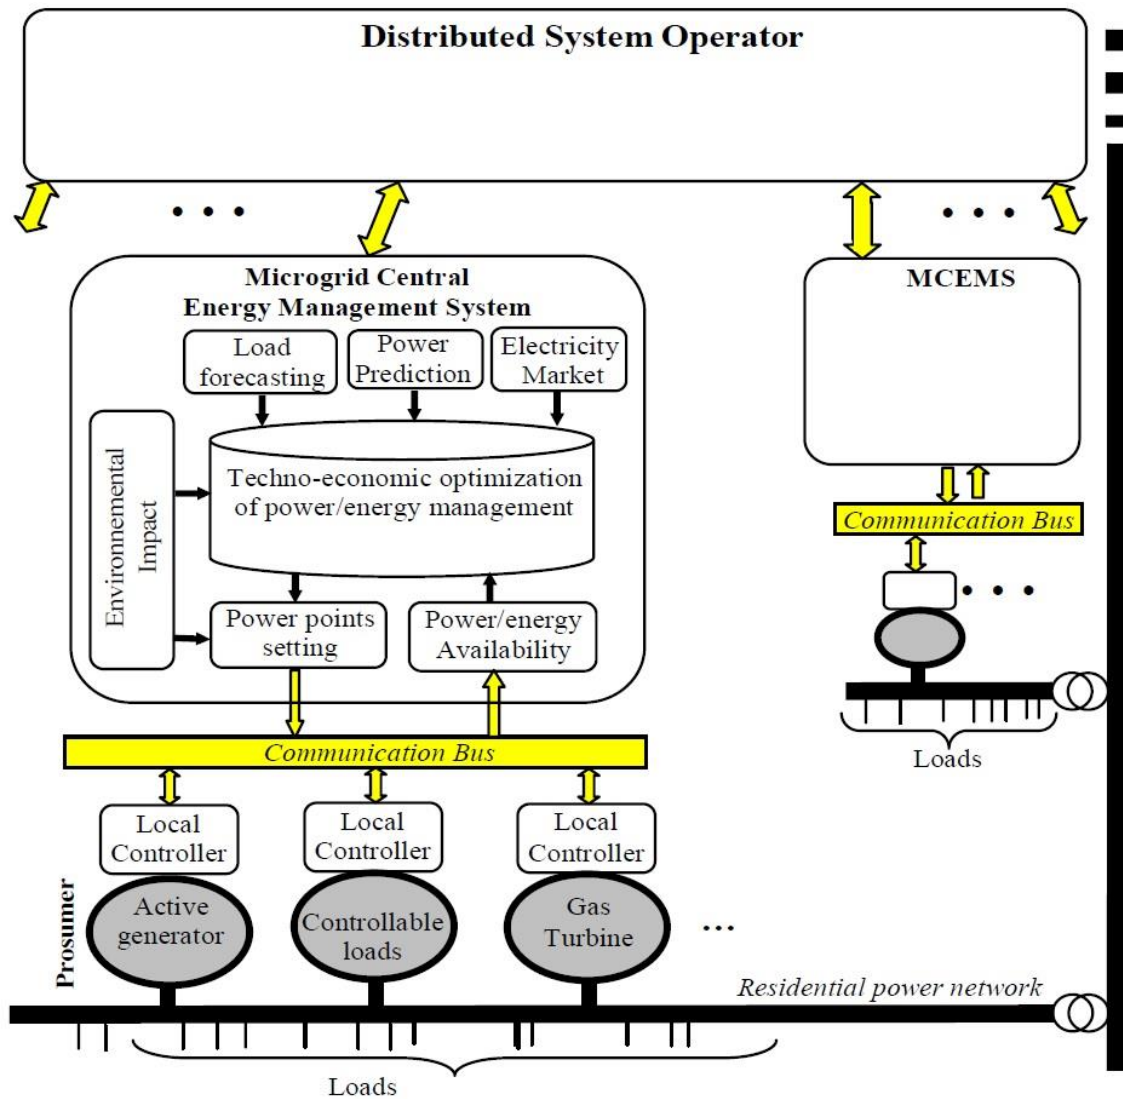 Distributed System Operator
• • •
• • •
Microgrid Central
Energy Management System
MCEMS
Load
forecasting
Power
Prediction
Electricity
Market
Environnemental
Impact
Techno-economic optimization
of power/energy management
Communication Bus
• • •
Power points
setting
Power/energy
Availability
Loads
Communication Bus
Local
Controller
Local
Controller
Local
Controller
Prosumer
Active
generator
Controllable
loads
Gas
Turbine
...
Residential power network
Loads